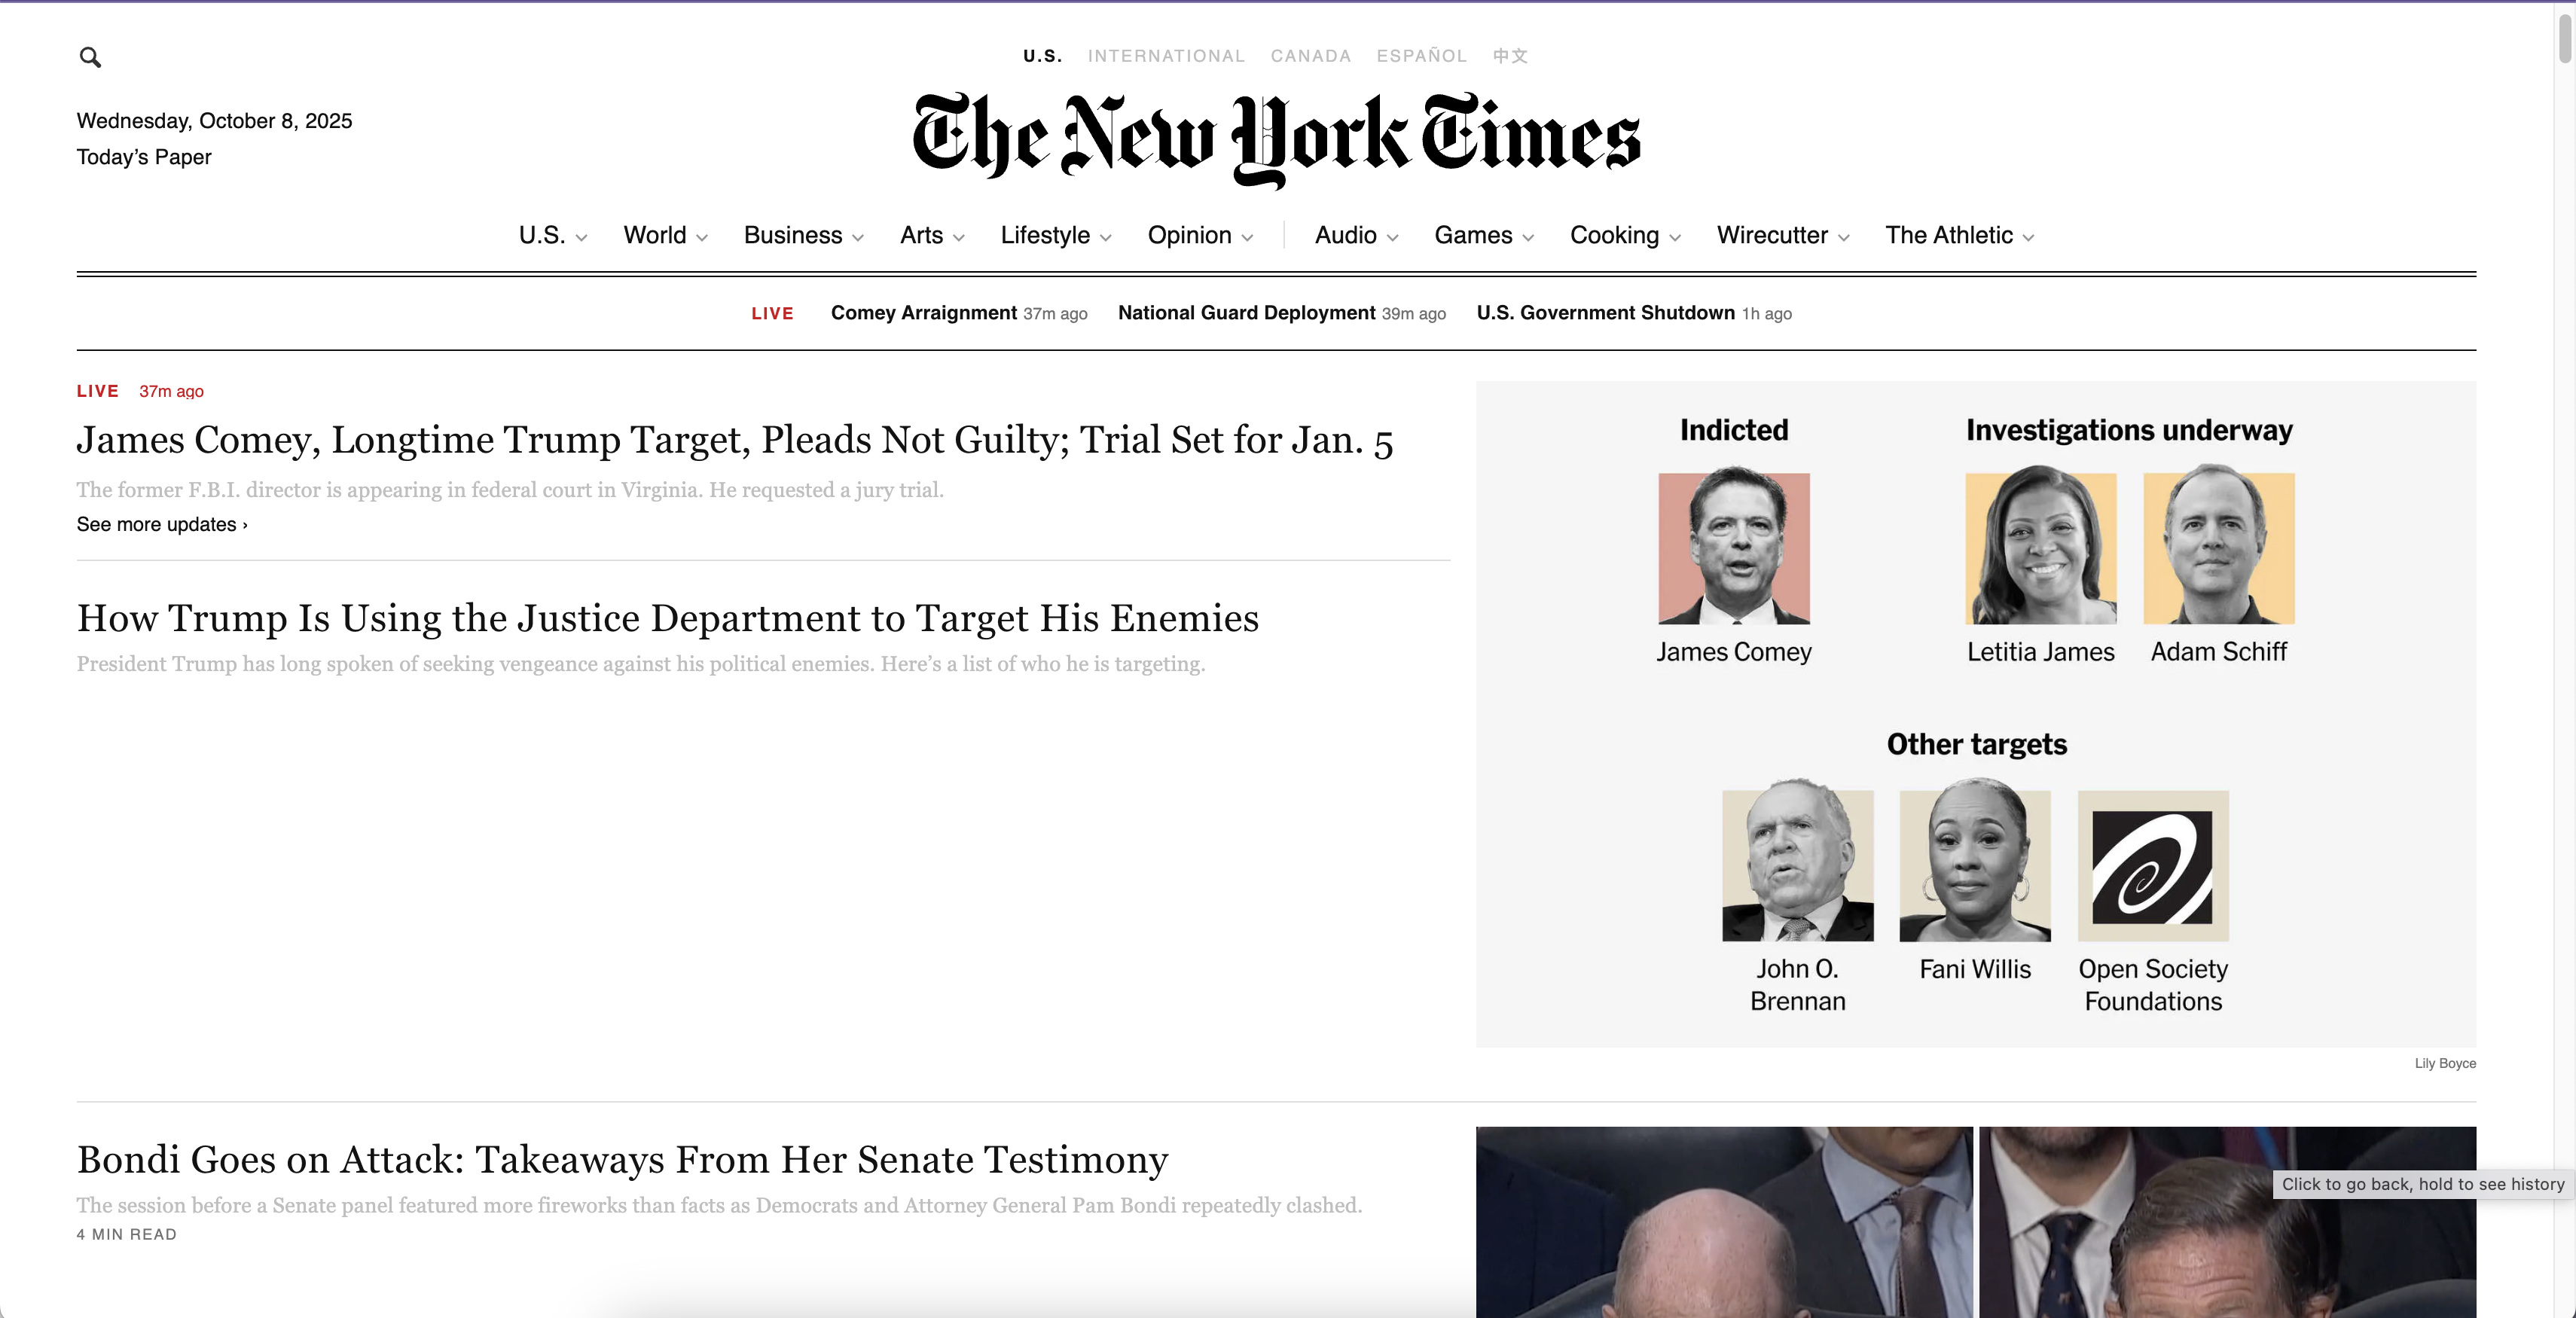 U.S. INTERNATIONAL CANADA ESPAÑOL 中文
Wednesday, October 8, 2025
Today’s Paper
The New York Times
U.S. World Business Arts Lifestyle Opinion Audio Games Cooking Wirecutter The Athletic
LIVE Comey Arraignment 37m ago National Guard Deployment 39m ago U.S. Government Shutdown 1h ago
LIVE 37m ago
James Comey, Longtime Trump Target, Pleads Not Guilty; Trial Set for Jan. 5
The former F.B.I. director is appearing in federal court in Virginia. He requested a jury trial.
See more updates ›
How Trump Is Using the Justice Department to Target His Enemies
President Trump has long spoken of seeking vengeance against his political enemies. Here’s a list of who he is targeting.
Indicted
Investigations underway
James Comey
Letitia James
Adam Schiff
Other targets
John O.
Brennan
Fani Willis
Open Society
Foundations
Lily Boyce
Bondi Goes on Attack: Takeaways From Her Senate Testimony
The session before a Senate panel featured more fireworks than facts as Democrats and Attorney General Pam Bondi repeatedly clashed.
4 MIN READ
Click to go back, hold to see history